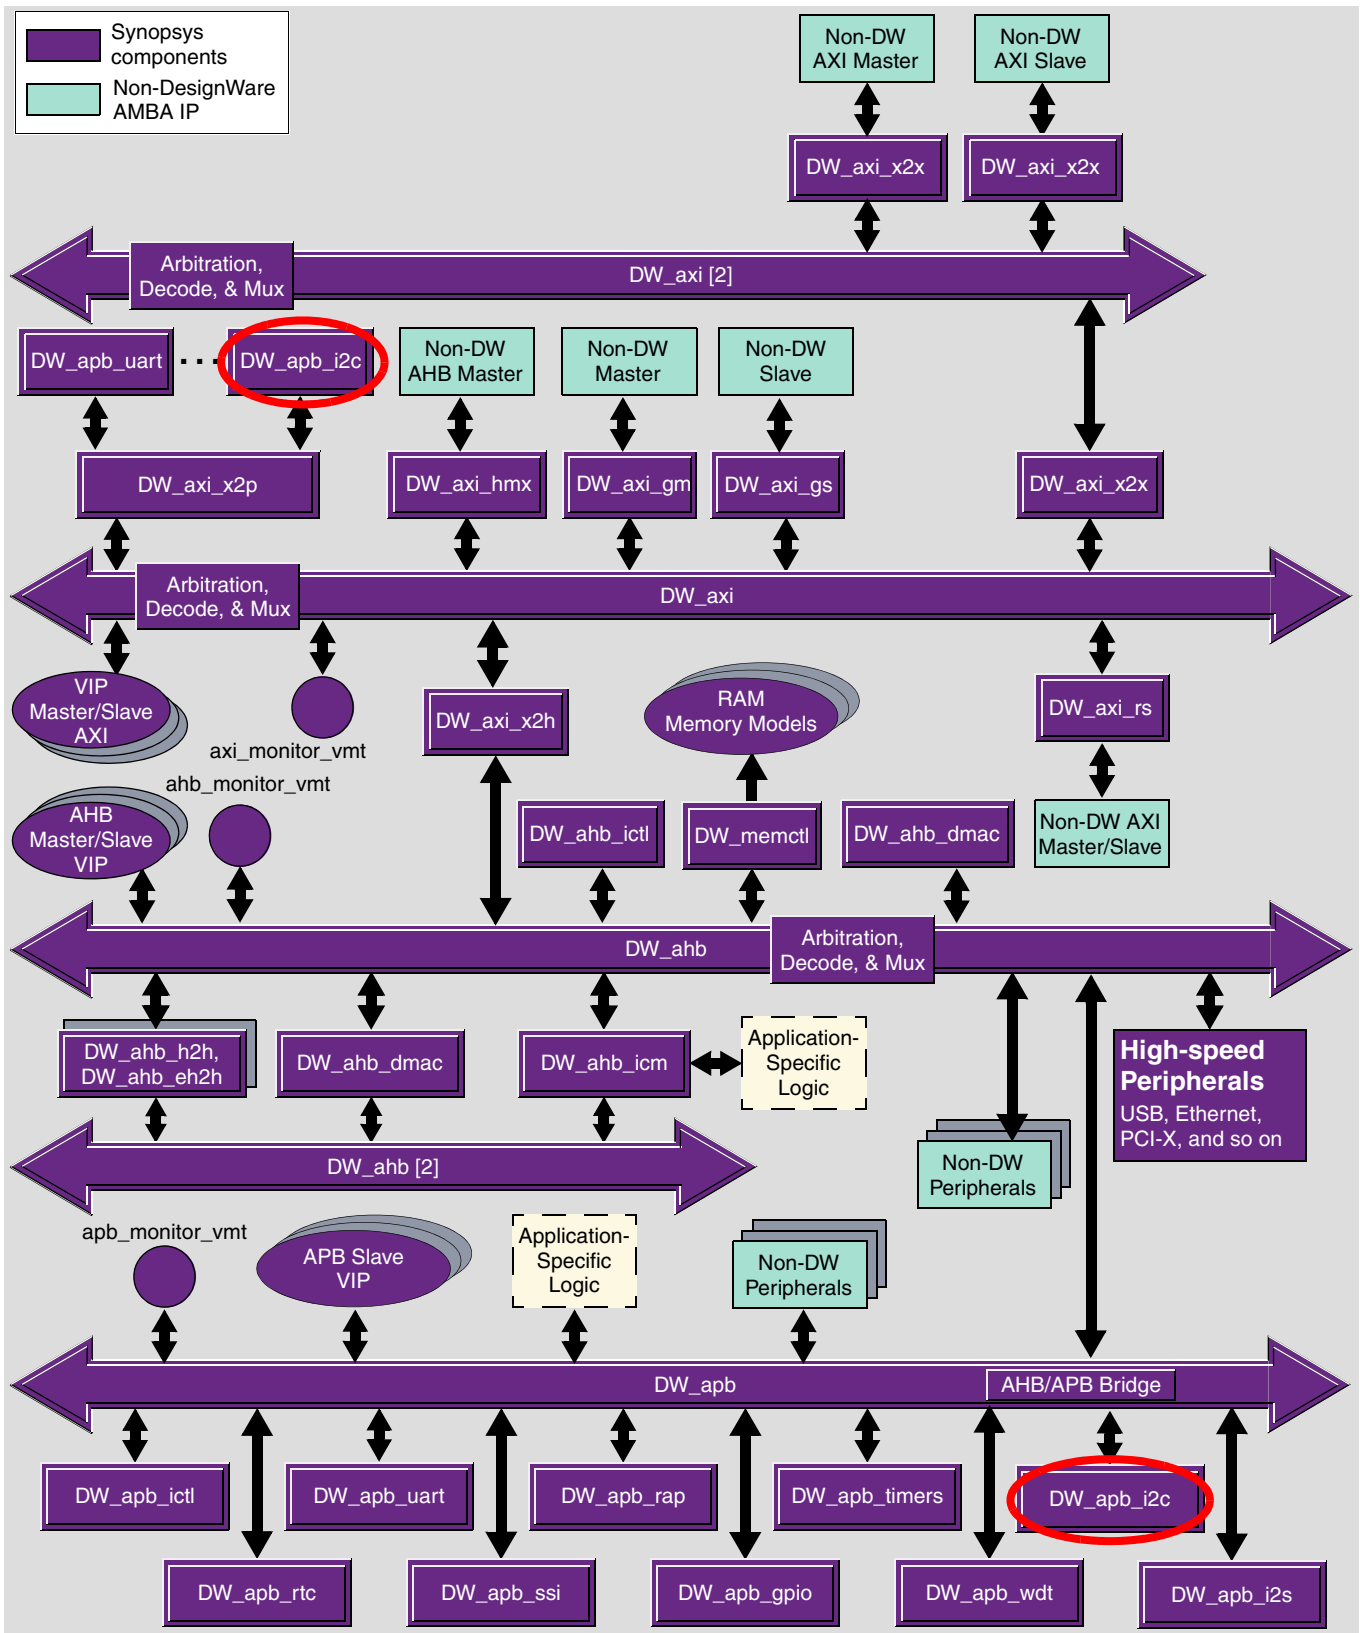 Synopsys
components
Non-DesignWare
AMBA IP
Non-DW
AXI Master
Non-DW
AXI Slave
DW_axi_x2x
DW_axi_x2x
Arbitration,
Decode, & Mux
DW_axi [2]
DW_apb_uart
. . .
DW_apb_i2c
Non-DW
AHB Master
Non-DW
Master
Non-DW
Slave
DW_axi_x2p
DW_axi_hmx
DW_axi_gm
DW_axi_gs
DW_axi_x2x
Arbitration,
Decode, & Mux
DW_axi
VIP
Master/Slave
AXI
axi_monitor_vmt
DW_axi_x2h
RAM
Memory Models
DW_axi_rs
ahb_monitor_vmt
AHB
Master/Slave
VIP
DW_ahb_ictl
DW_memctl
DW_ahb_dmac
Non-DW AXI
Master/Slave
DW_ahb
Arbitration,
Decode, & Mux
DW_ahb_h2h,
DW_ahb_eh2h
DW_ahb_dmac
DW_ahb_icm
Application-
Specific
Logic
High-speed
Peripherals
USB, Ethernet,
PCI-X, and so on
DW_ahb [2]
Non-DW
Peripherals
apb_monitor_vmt
APB Slave
VIP
Application-
Specific
Logic
Non-DW
Peripherals
DW_apb
AHB/APB Bridge
DW_apb_ictl
DW_apb_uart
DW_apb_rap
DW_apb_timers
DW_apb_i2c
DW_apb_rtc
DW_apb_ssi
DW_apb_gpio
DW_apb_wdt
DW_apb_i2s